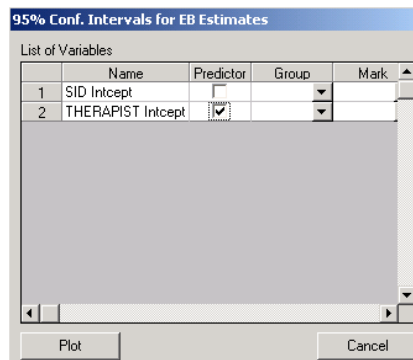 95% Conf. Intervals for EB Estimates
List of Variables
Name Predictor Group Mark
1 SID Intcept
2 THERAPIST Intcept
Plot Cancel